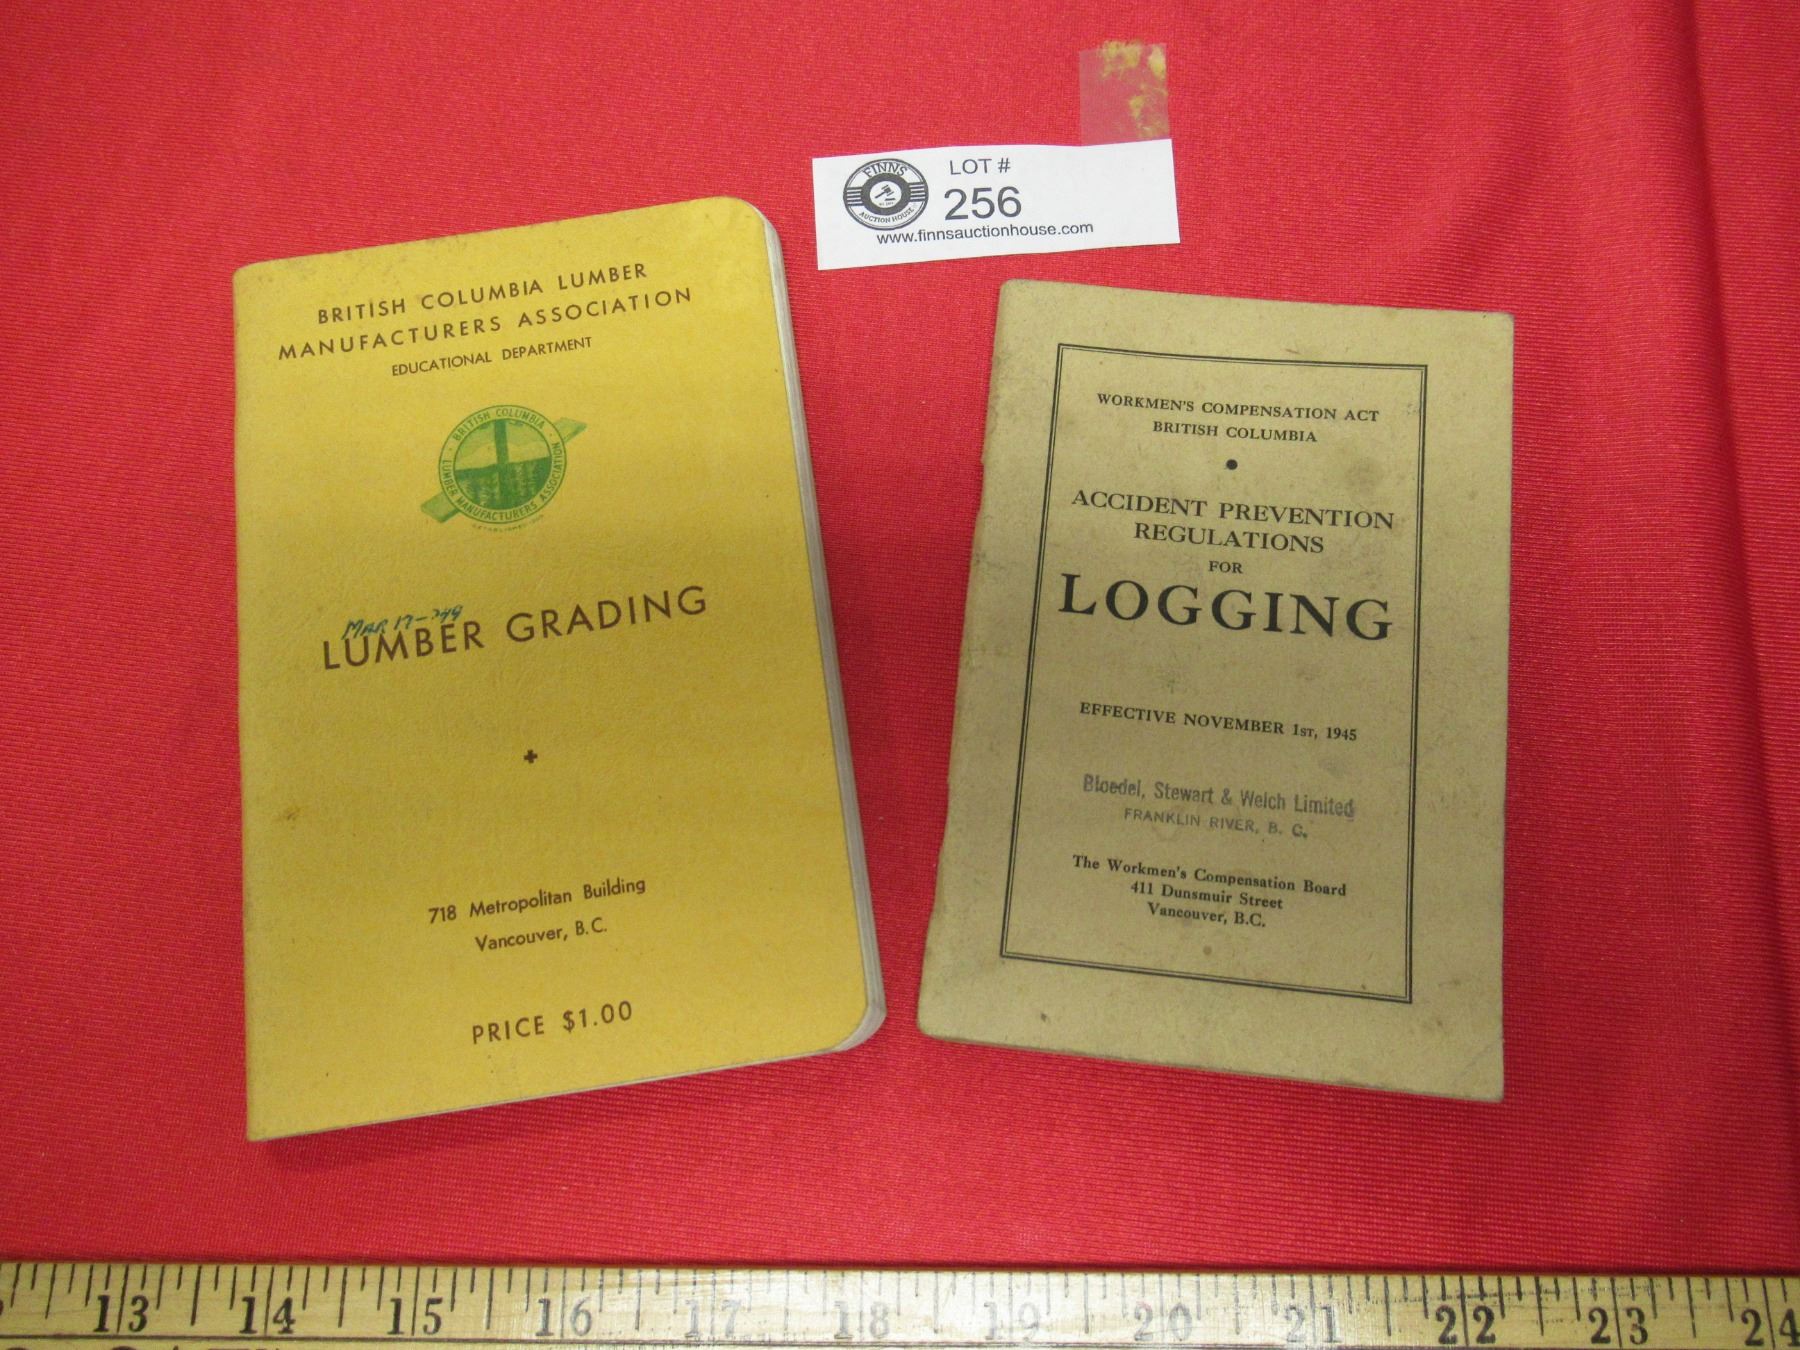 LOT #
256
www.finnsauctionhouse.com
FINNS
AUCTION HOUSE
BRITISH COLUMBIA LUMBER
MANUFACTURERS ASSOCIATION
EDUCATIONAL DEPARTMENT
BRITISH COLUMBIA
LUMBER MANUFACTURERS ASSOCIATION
MAR 17-'49
LUMBER GRADING
718 Metropolitan Building
Vancouver, B.C.
PRICE $1.00
WORKMEN'S COMPENSATION ACT
BRITISH COLUMBIA
ACCIDENT PREVENTION
REGULATIONS
FOR
LOGGING
EFFECTIVE NOVEMBER 1ST, 1945
Bloedel, Stewart & Welch Limited
FRANKLIN RIVER, B. C.
The Workmen's Compensation Board
411 Dunsmuir Street
Vancouver, B.C.
13 14 15 16 17 18 19 20 21 22 23 24